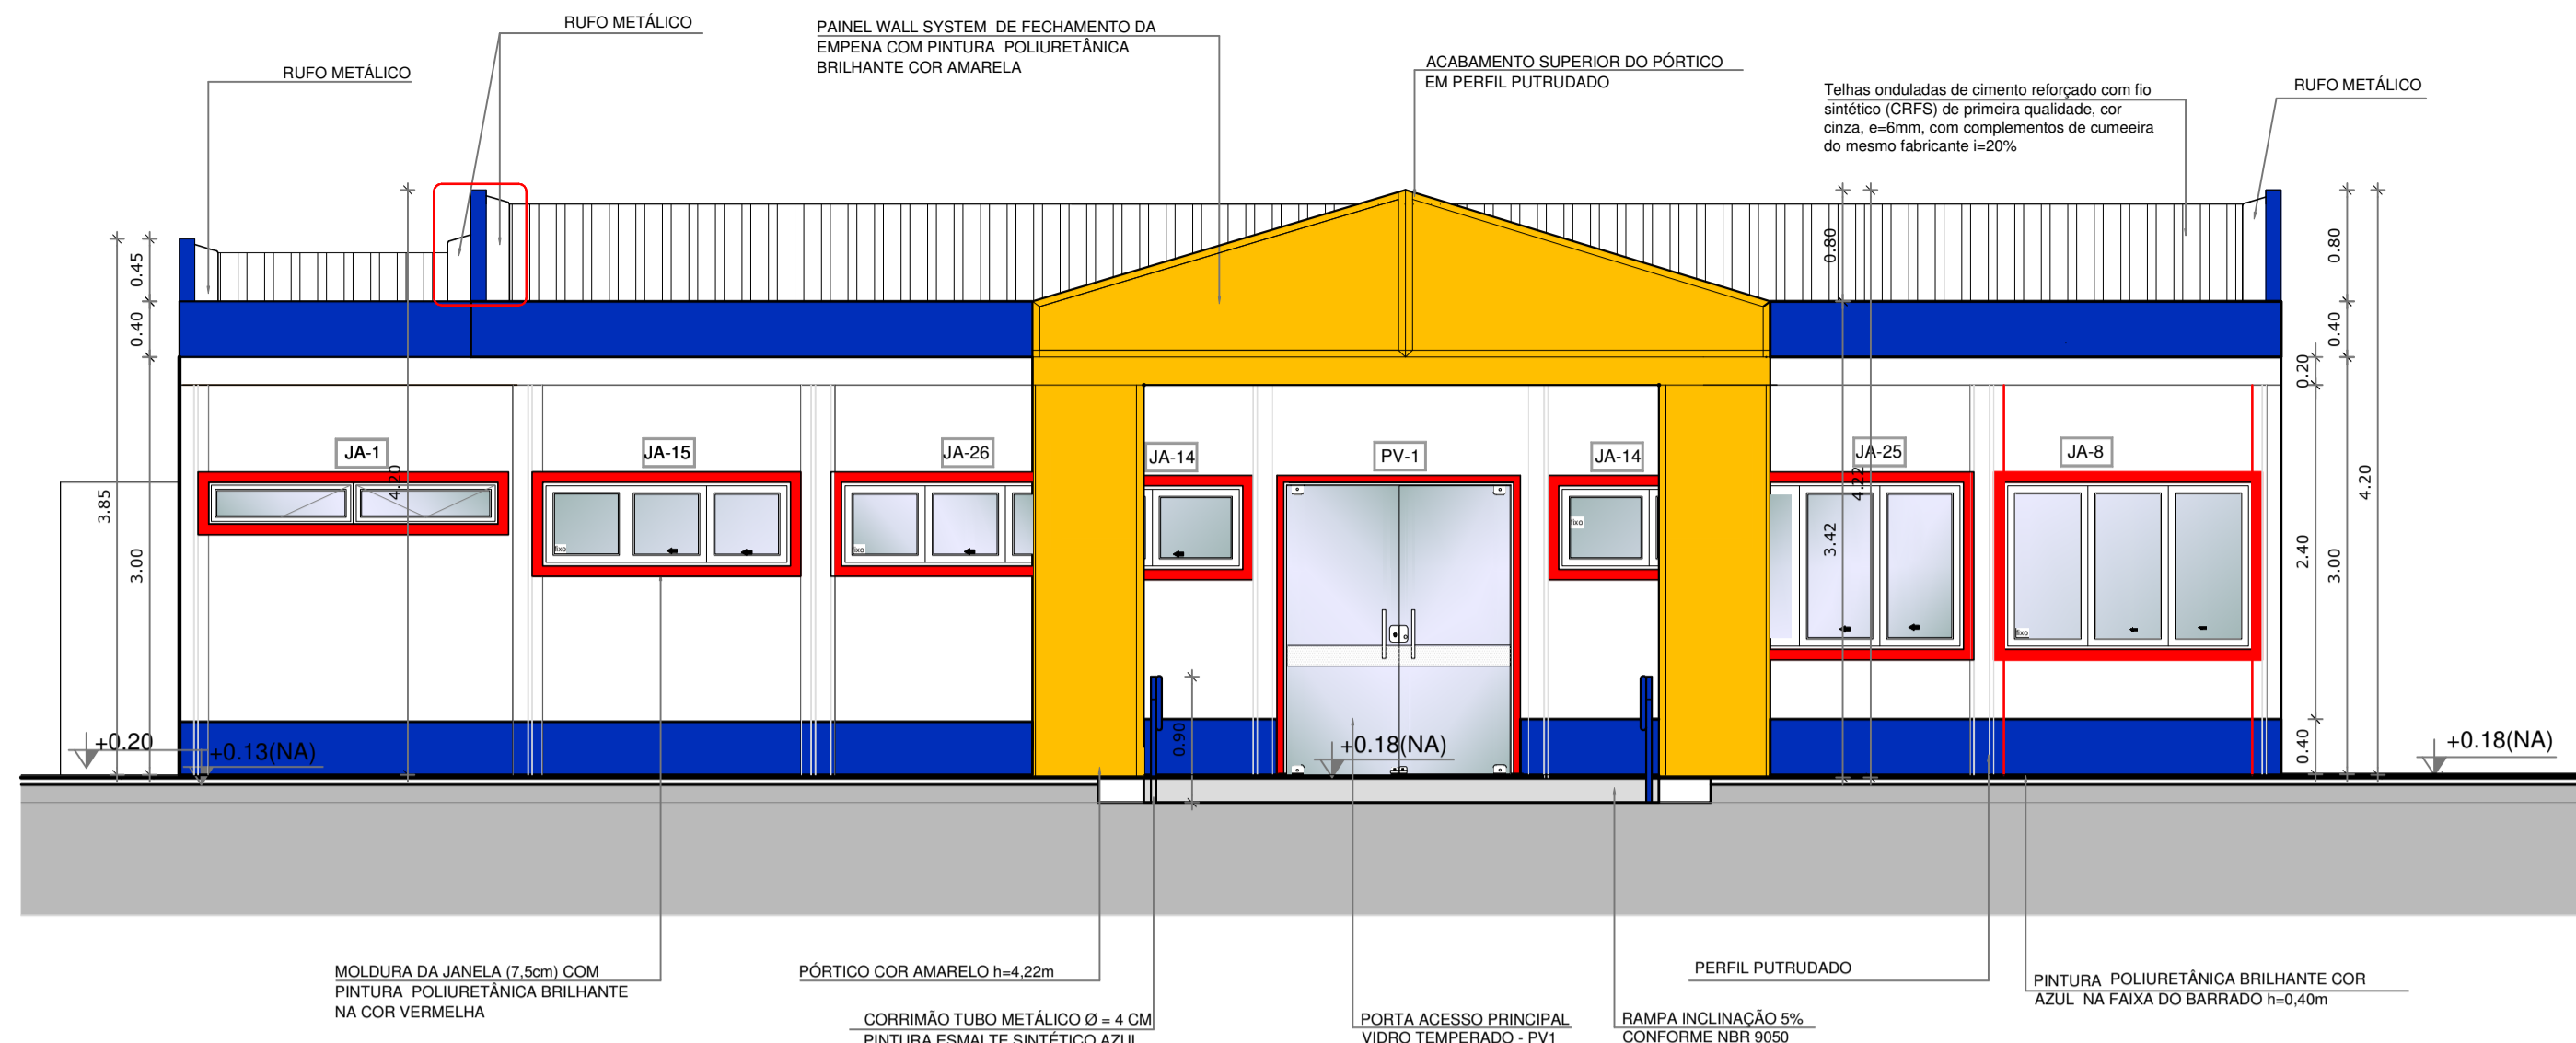 RUFO METÁLICO
RUFO METÁLICO
PAINEL WALL SYSTEM DE FECHAMENTO DA
EMPENA COM PINTURA POLIURETÂNICA
BRILHANTE COR AMARELA
ACABAMENTO SUPERIOR DO PÓRTICO
EM PERFIL PUTRUDADO
Telhas onduladas de cimento reforçado com fio
sintético (CRFS) de primeira qualidade, cor
cinza, e=6mm, com complementos de cumeeira
do mesmo fabricante i=20%
RUFO METÁLICO
3.85
0.45
0.40
3.00
4.20
0.80
3.42
4.22
0.20
2.40
0.40
0.80
0.40
3.00
4.20
JA-1
JA-15
JA-26
JA-14
PV-1
JA-14
JA-25
JA-8
fixo
fixo
fixo
fixo
0.90
+0.20
+0.13(NA)
+0.18(NA)
+0.18(NA)
MOLDURA DA JANELA (7,5cm) COM
PINTURA POLIURETÂNICA BRILHANTE
NA COR VERMELHA
PÓRTICO COR AMARELO h=4,22m
CORRIMÃO TUBO METÁLICO Ø = 4 CM
PINTURA ESMALTE SINTÉTICO AZUL
PORTA ACESSO PRINCIPAL
VIDRO TEMPERADO - PV1
RAMPA INCLINAÇÃO 5%
CONFORME NBR 9050
PERFIL PUTRUDADO
PINTURA POLIURETÂNICA BRILHANTE COR
AZUL NA FAIXA DO BARRADO h=0,40m